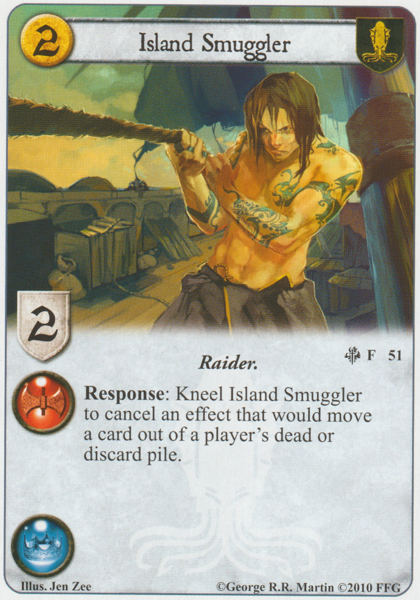 2
Island Smuggler
2
Raider.
F 51
Response: Kneel Island Smuggler
to cancel an effect that would move
a card out of a player's dead or
discard pile.
Illus. Jen Zee
©George R.R. Martin ©2010 FFG